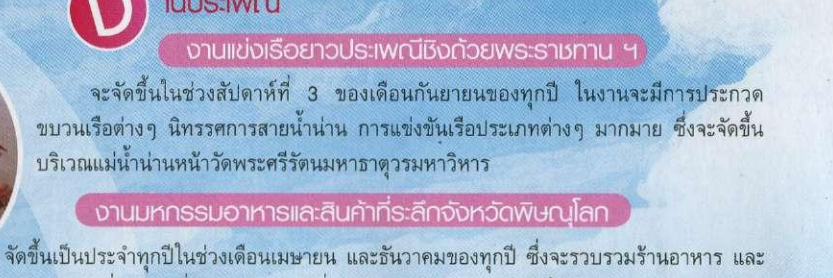 งานประเพณี
งานแข่งเรือยาวประเพณีชิงถ้วยพระราชทาน ฯ
จะจัดขึ้นในช่วงสัปดาห์ที่ 3 ของเดือนกันยายนของทุกปี ในงานจะมีการประกวด
ขบวนเรือต่างๆ นิทรรศการสายน้ำน่าน การแข่งขันเรือประเภทต่างๆ มากมาย ซึ่งจะจัดขึ้น
บริเวณแม่น้ำน่านหน้าวัดพระศรีรัตนมหาธาตุวรมหาวิหาร
งานมหกรรมอาหารและสินค้าที่ระลึกจังหวัดพิษณุโลก
จัดขึ้นเป็นประจำทุกปีในช่วงเดือนเมษายน และธันวาคมของทุกปี ซึ่งจะรวบรวมร้านอาหาร และ